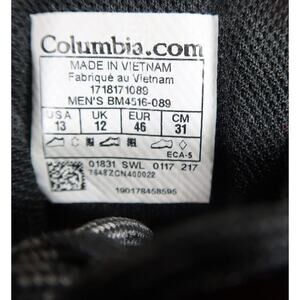 Columbia.com
MADE IN VIETNAM
Fabriqué au Vietnam
1718171089
MEN'S BM4516-089
USA UK EUR CM
13 12 46 31
ECA-5
01831 SWL 0117 217
7648ZCN400022
190178458595